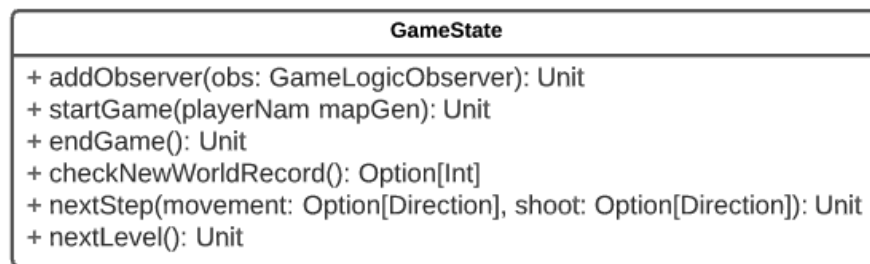 GameState
+ addObserver(obs: GameLogicObserver): Unit
+ startGame(playerNam mapGen): Unit
+ endGame(): Unit
+ checkNewWorldRecord(): Option[Int]
+ nextStep(movement: Option[Direction], shoot: Option[Direction]): Unit
+ nextLevel(): Unit